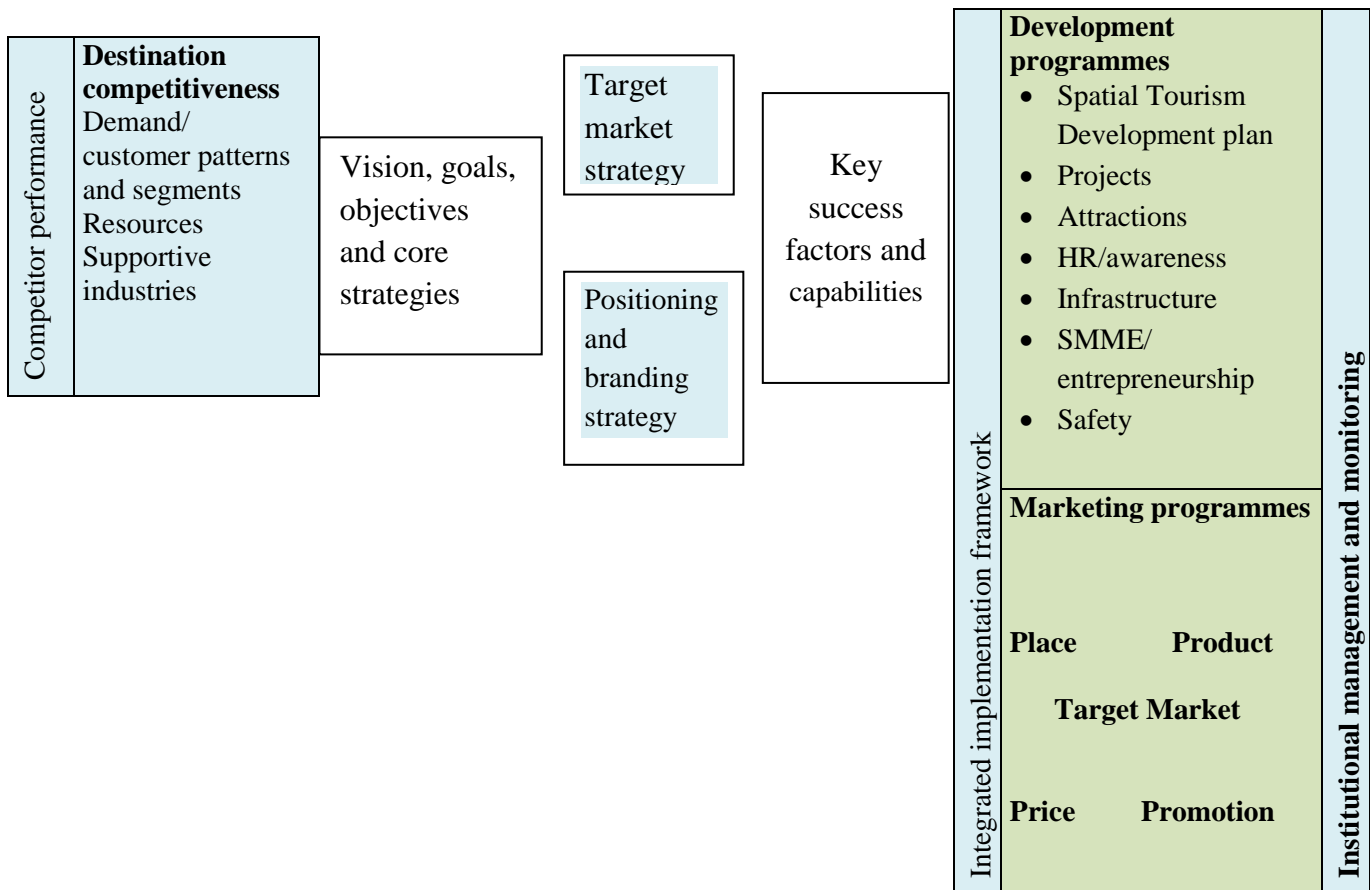 Competitor performance
Destination
competitiveness
Demand/
customer patterns
and segments
Resources
Supportive
industries
Vision, goals,
objectives
and core
strategies
Target
market
strategy
Positioning
and
branding
strategy
Key
success
factors and
capabilities
Integrated implementation framework
Development
programmes
• Spatial Tourism
Development plan
• Projects
• Attractions
• HR/awareness
• Infrastructure
• SMME/
entrepreneurship
• Safety
Marketing programmes
Place Product
Target Market
Price Promotion
Institutional management and monitoring